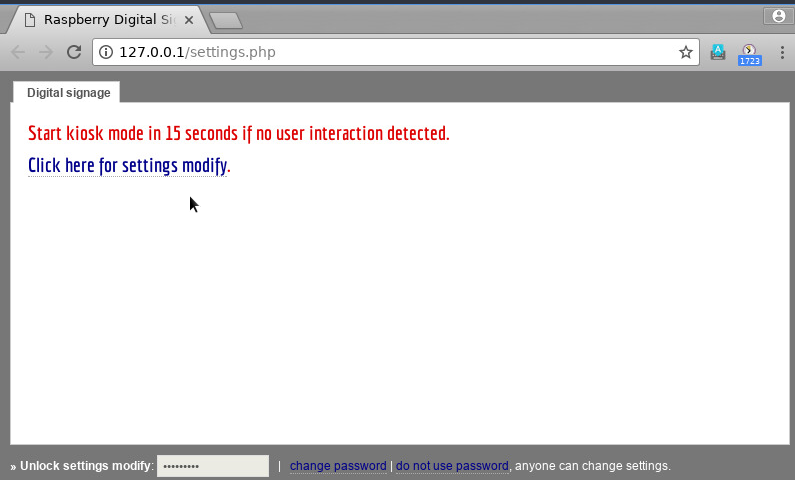 Raspberry Digital Si
127.0.0.1/settings.php
A
1723
Digital signage
Start kiosk mode in 15 seconds if no user interaction detected.
Click here for settings modify.
» Unlock settings modify: ••••••••• | change password | do not use password, anyone can change settings.